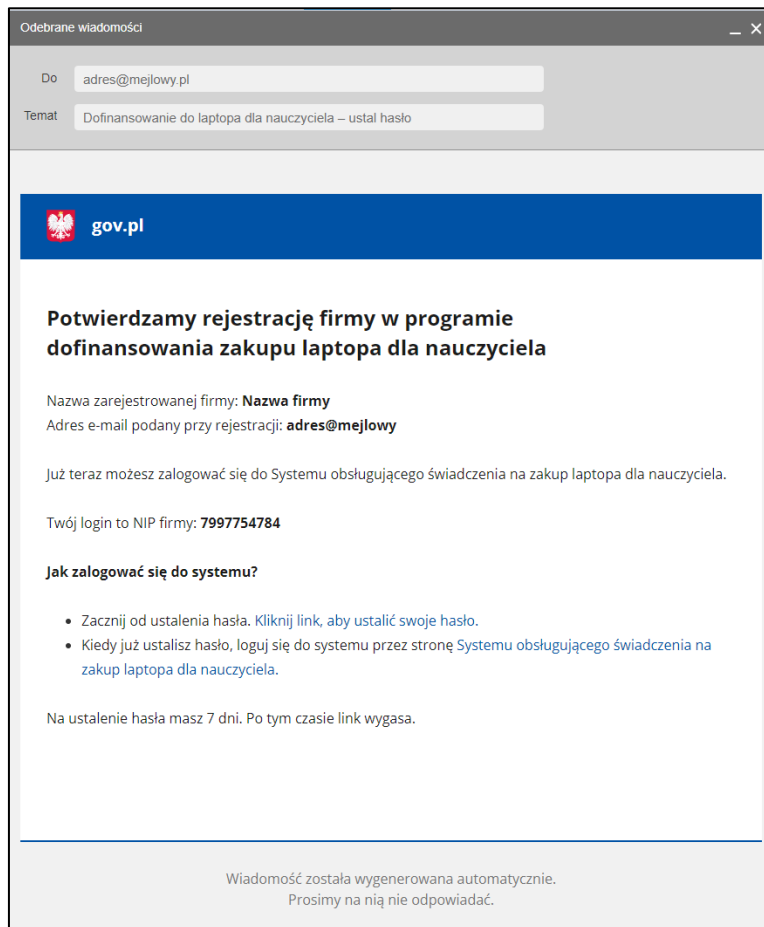 Odebrane wiadomości
Do
adres@mejlowy.pl
Temat
Dofinansowanie do laptopa dla nauczyciela – ustal hasło
gov.pl
Potwierdzamy rejestrację firmy w programie
dofinansowania zakupu laptopa dla nauczyciela
Nazwa zarejestrowanej firmy: Nazwa firmy
Adres e-mail podany przy rejestracji: adres@mejlowy
Już teraz możesz zalogować się do Systemu obsługującego świadczenia na zakup laptopa dla nauczyciela.
Twój login to NIP firmy: 7997754784
Jak zalogować się do systemu?
• Zacznij od ustalenia hasła. Kliknij link, aby ustalić swoje hasło.
• Kiedy już ustalisz hasło, loguj się do systemu przez stronę Systemu obsługującego świadczenia na
zakup laptopa dla nauczyciela.
Na ustalenie hasła masz 7 dni. Po tym czasie link wygasa.
Wiadomość została wygenerowana automatycznie.
Prosimy na nią nie odpowiadać.